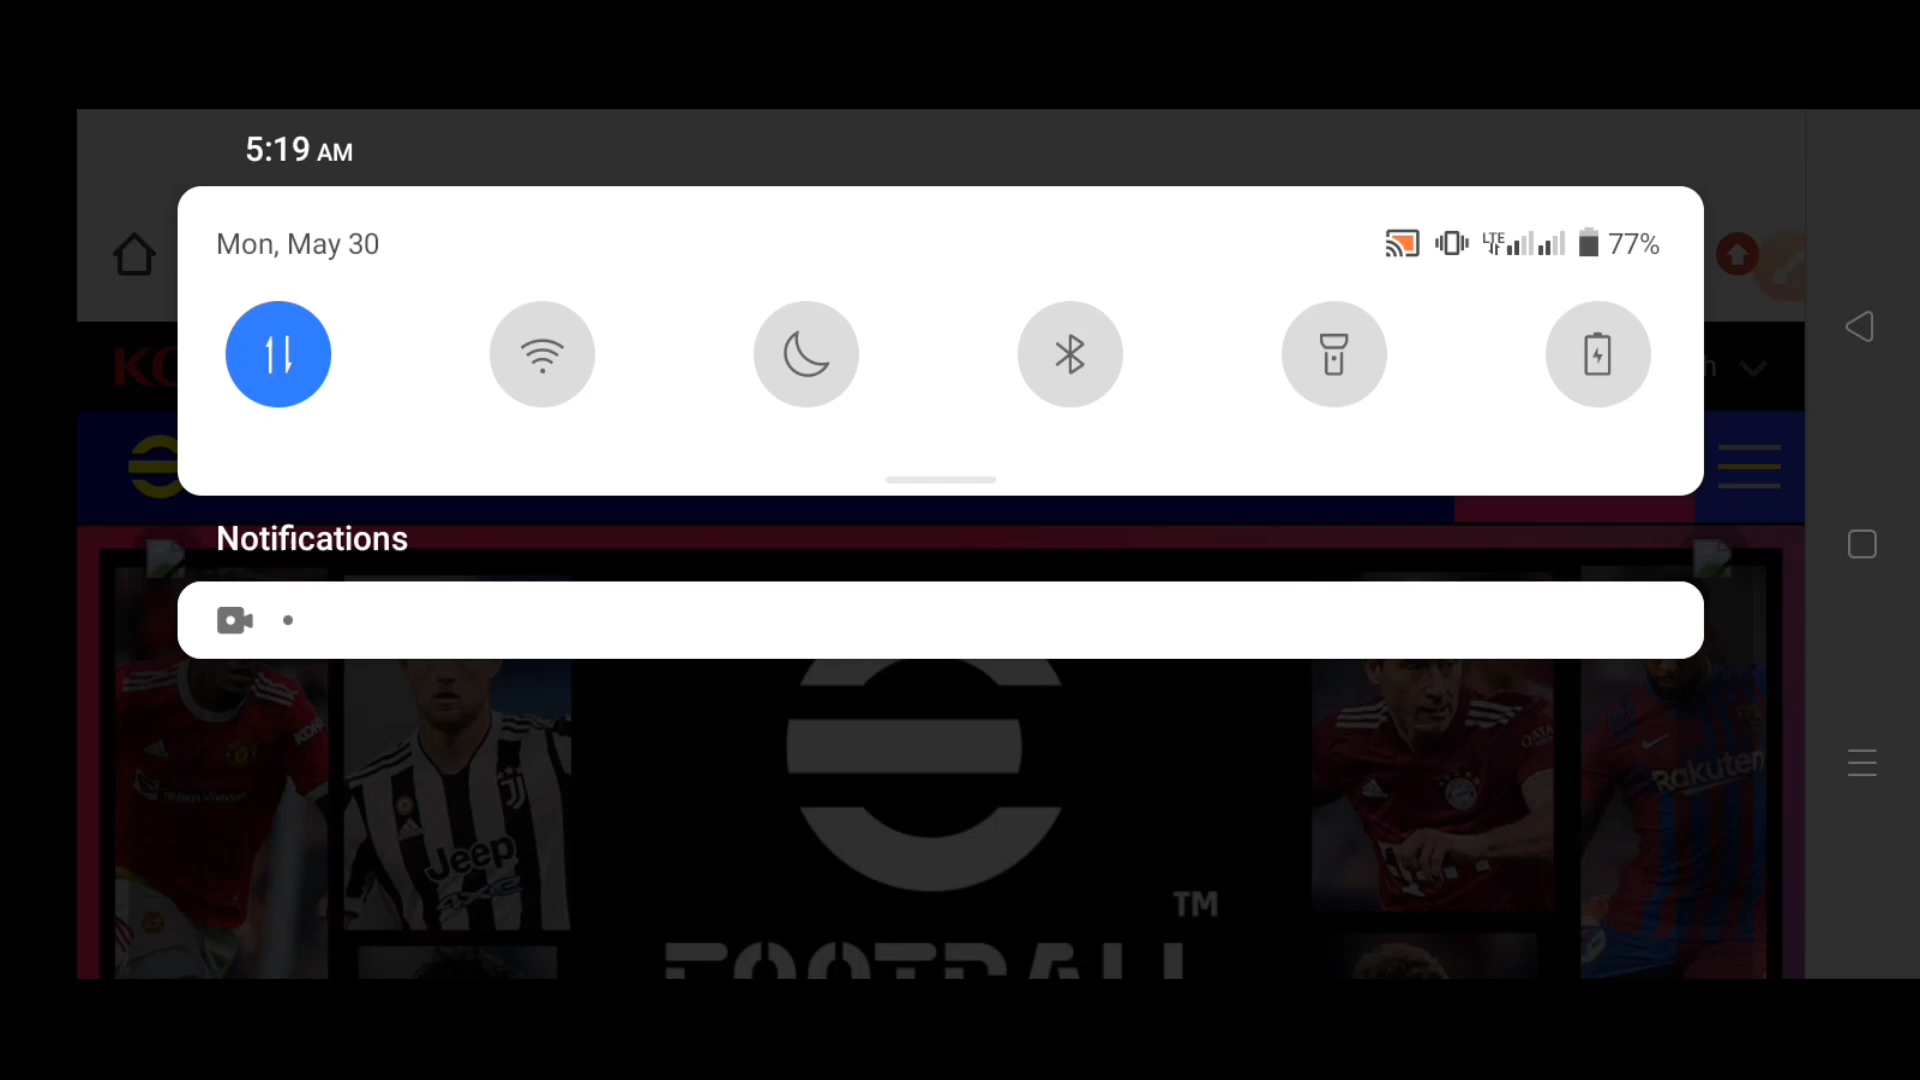 5:19 AM
Mon, May 30
LTE
77%
Notifications
Jeep
Rakuten
TM